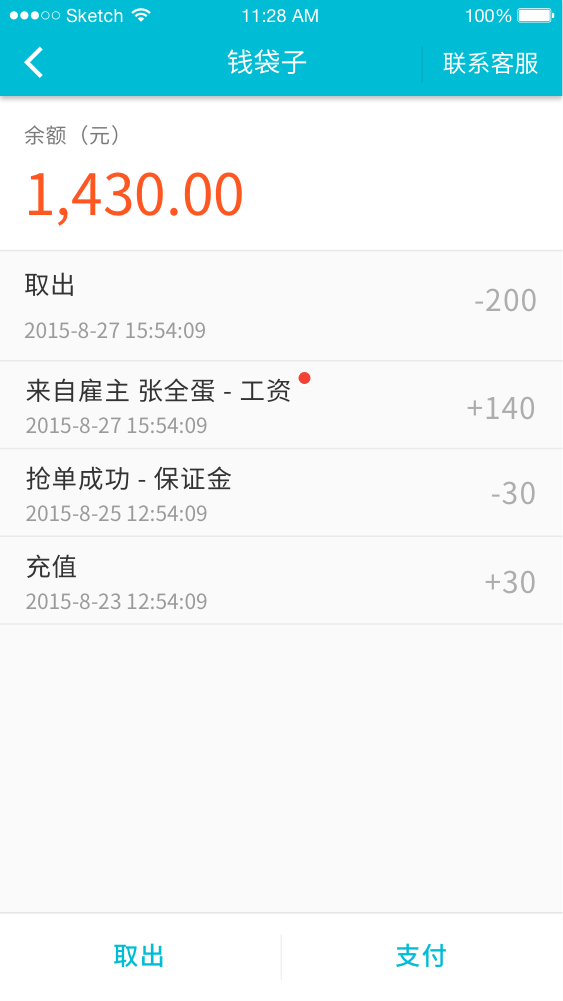 Sketch 11:28 AM 100%
钱袋子 联系客服
余额（元）
1,430.00
取出
-200
2015-8-27 15:54:09
来自雇主 张全蛋 - 工资
+140
2015-8-27 15:54:09
抢单成功 - 保证金
-30
2015-8-25 12:54:09
充值
+30
2015-8-23 12:54:09
取出 支付